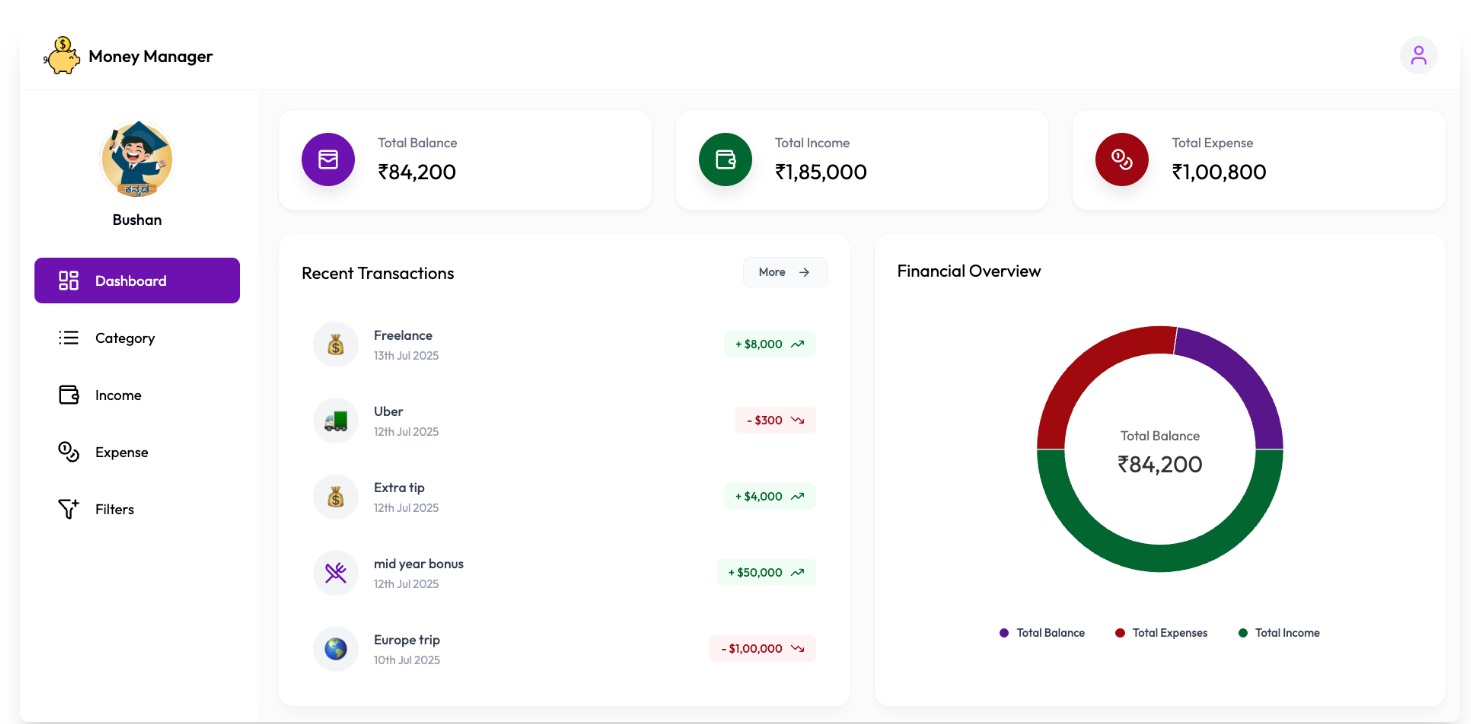 Money Manager
ಕನ್ನಡ
Bushan
Dashboard
Category
Income
Expense
Filters
Total Balance
₹84,200
Total Income
₹1,85,000
Total Expense
₹1,00,800
Recent Transactions
More
Freelance
13th Jul 2025
+ $8,000
Uber
12th Jul 2025
- $300
Extra tip
12th Jul 2025
+ $4,000
mid year bonus
12th Jul 2025
+ $50,000
Europe trip
10th Jul 2025
- $1,00,000
Financial Overview
Total Balance
₹84,200
Total Balance
Total Expenses
Total Income